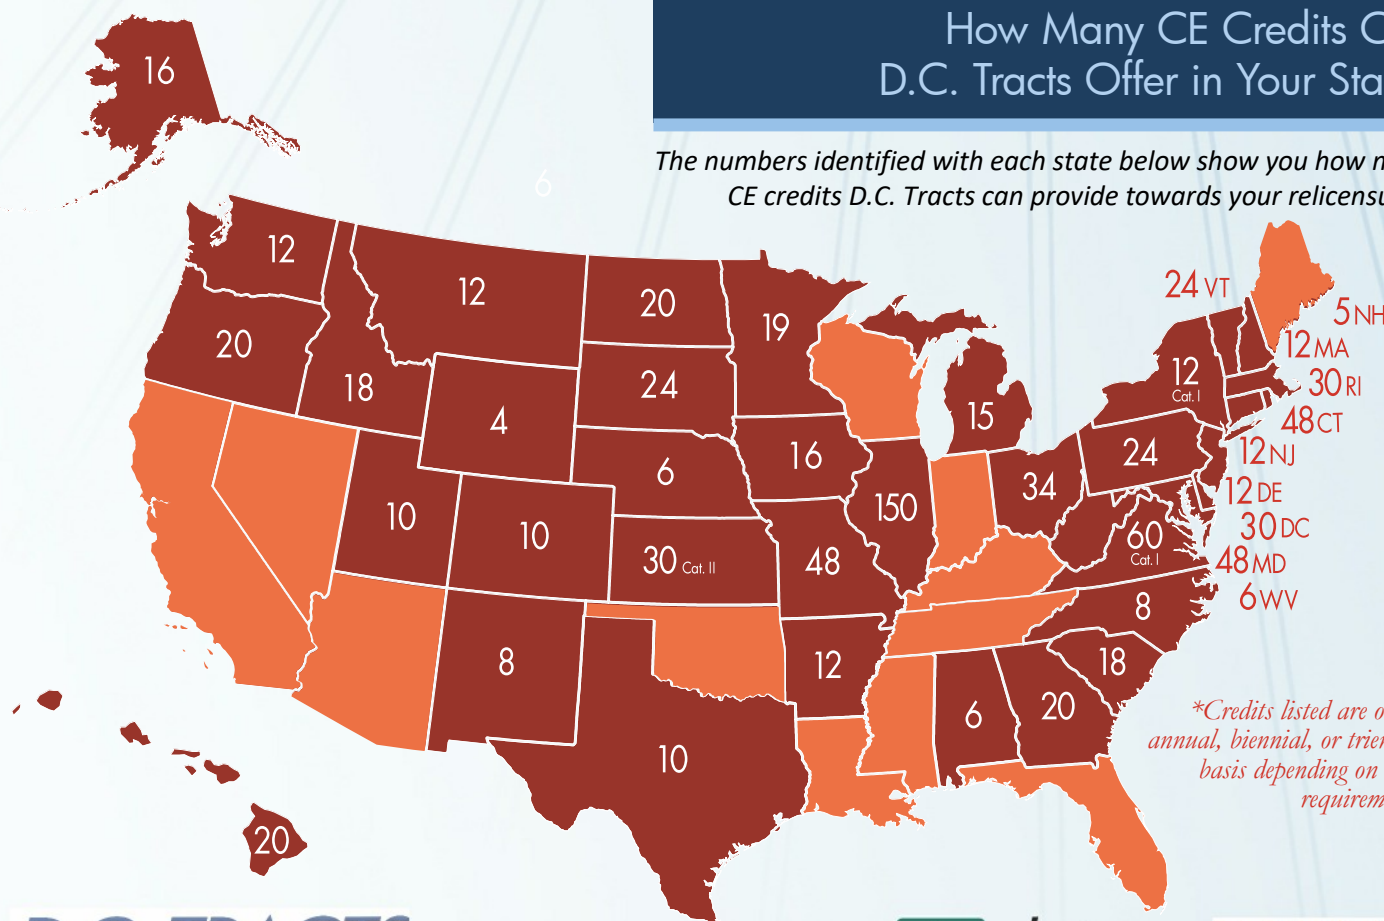 How Many CE Credits C
D.C. Tracts Offer in Your Sta
The numbers identified with each state below show you how
CE credits D.C. Tracts can provide towards your
16
6
12
12
20
19
24 VT
5 NH
20
18
4
24
15
12
Cat. I
12 MA
30 RI
48 CT
6
16
24
12 NJ
10
10
150
34
12 DE
30 DC
30 Cat. II
48
60
Cat. I
48 MD
6 WV
8
8
12
18
6
20
10
20
*Credits listed are
annual, biennial, or
basis depending on
D.C. TRACTS